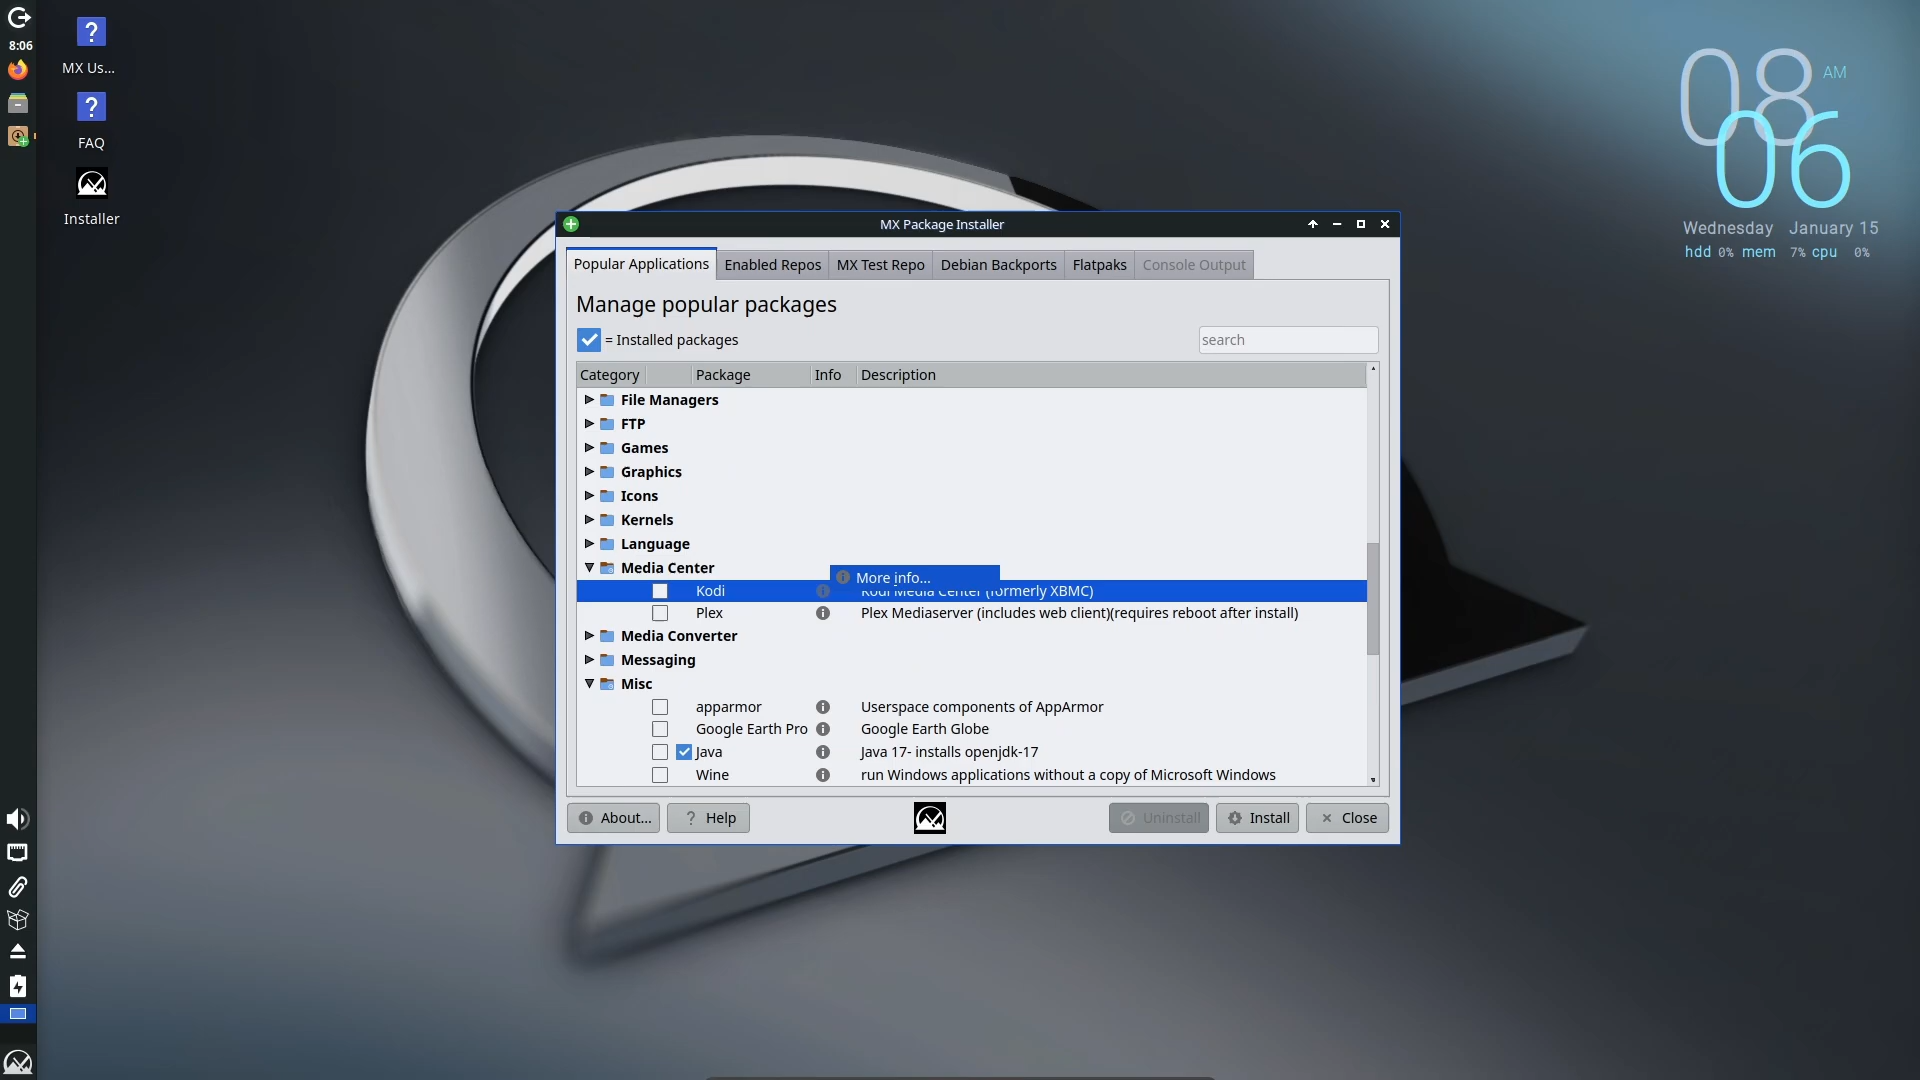 8:06
MX Us...
FAQ
Installer
08 AM
06
Wednesday January 15
hdd 0% mem 7% cpu 0%
MX Package Installer
Popular Applications Enabled Repos MX Test Repo Debian Backports Flatpaks Console Output
Manage popular packages
= Installed packages
search
Category Package Info Description
File Managers
FTP
Games
Graphics
Icons
Kernels
Language
Media Center
More info...
Kodi Kodi Media Center (formerly XBMC)
Plex Plex Mediaserver (includes web client)(requires reboot after install)
Media Converter
Messaging
Misc
apparmor Userspace components of AppArmor
Google Earth Pro Google Earth Globe
Java Java 17- installs openjdk-17
Wine run Windows applications without a copy of Microsoft Windows
About... Help Uninstall Install Close